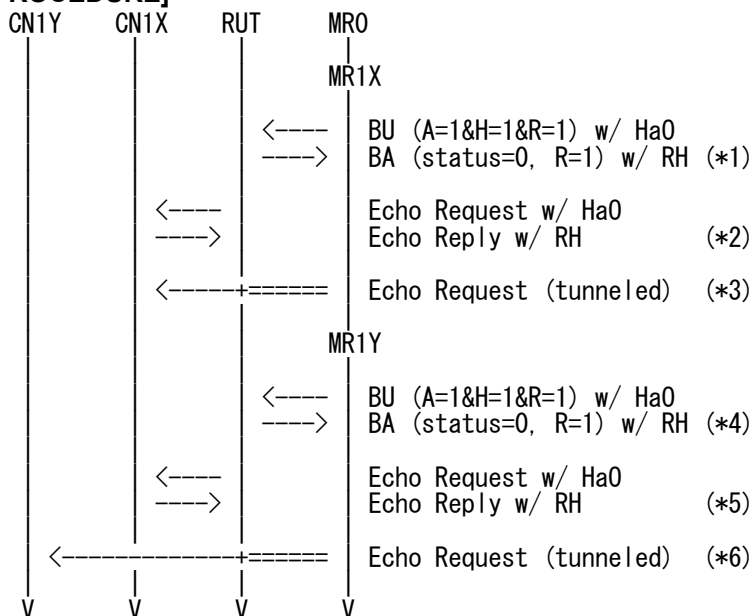 ROCEDURE]
CN1Y CN1X RUT MR0
MR1X
<---- BU (A=1&H=1&R=1) w/ HaO
----> BA (status=0, R=1) w/ RH (*1)
<---- Echo Request w/ HaO
----> Echo Reply w/ RH (*2)
<-----+====== Echo Request (tunneled) (*3)
MR1Y
<---- BU (A=1&H=1&R=1) w/ HaO
----> BA (status=0, R=1) w/ RH (*4)
<---- Echo Request w/ HaO
----> Echo Reply w/ RH (*5)
<-----------+====== Echo Request (tunneled) (*6)
V V V V